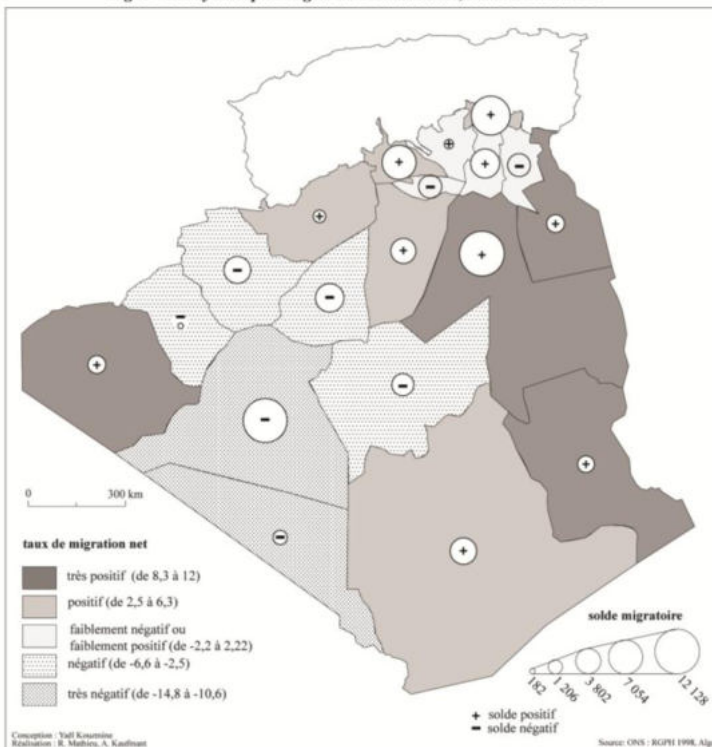 0 300 km
taux de migration net
très positif (de 8,3 à 12)
positif (de 2,5 à 6,3)
faiblement négatif ou
faiblement positif (de -2,2 à 2,22)
négatif (de -6,6 à -2,5)
très négatif (de -14,8 à -10,6)
solde migratoire
182 1 206 3 802 7 054 12 128
+ solde positif
- solde négatif
Conception : Yaël Kouzmine
Réalisation : R. Mathieu, A. Kaufmant
Source: ONS : RGPH 1998, Alg